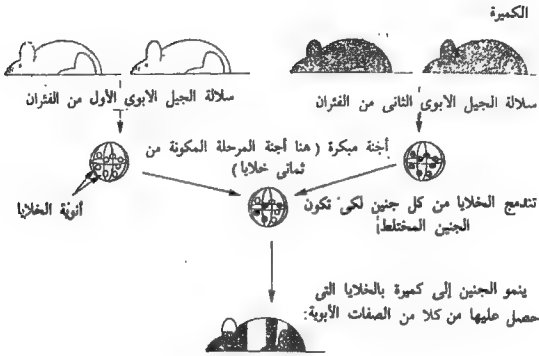 الكميرة
سلالة الجيل الابوى الثانى من الفئران
سلالة الجيل الابوى الأول من الفئران
أجنة مبكرة ( هنا أجنة المرحلة المكونة من
ثمانى خلايا )
أنوية الخلايا
تندمج الخلايا من كل جنين لكى تكون
الجنين المختلط
ينمو الجنين إلى كميرة بالخلايا التى
حصل عليها من كلا من الصفات الأبوية: